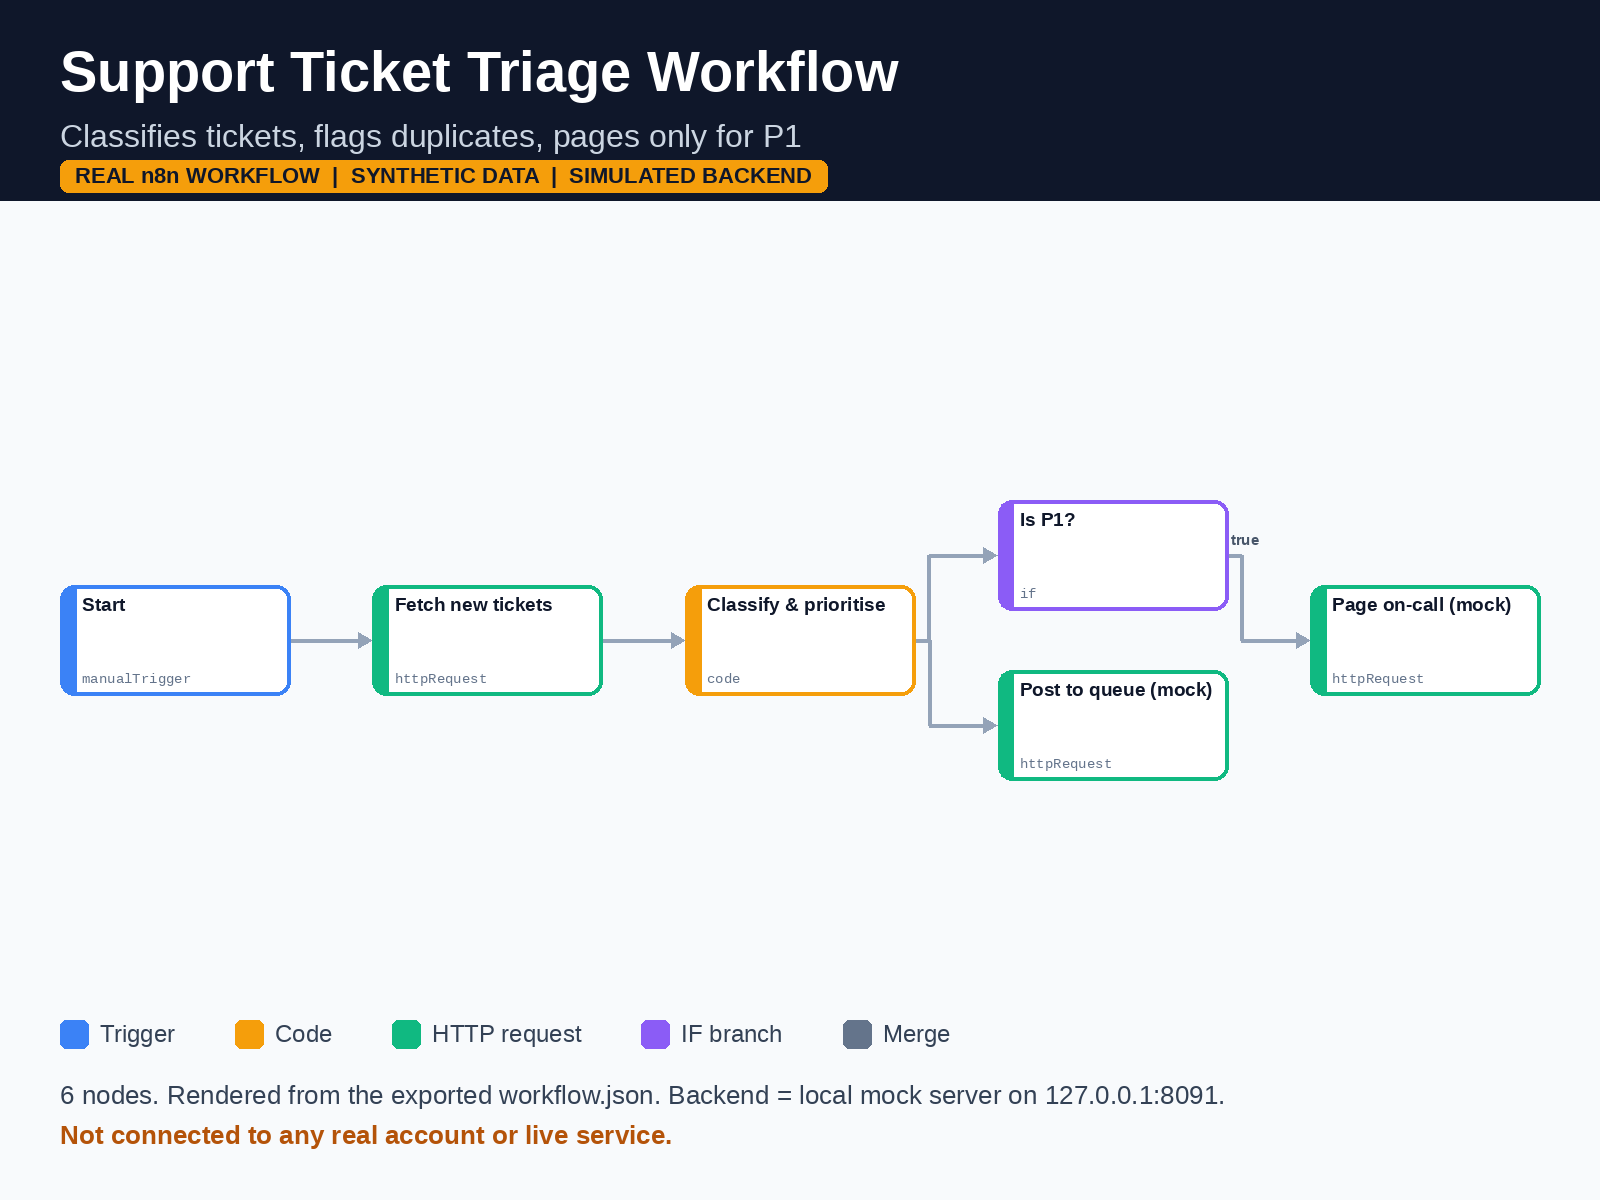 Support Ticket Triage Workflow
Classifies tickets, flags duplicates, pages only for P1
REAL n8n WORKFLOW | SYNTHETIC DATA | SIMULATED BACKEND
Start
manualTrigger
Fetch new tickets
httpRequest
Classify & prioritise
code
Is P1?
if
true
Post to queue (mock)
httpRequest
Page on-call (mock)
httpRequest
Trigger
Code
HTTP request
IF branch
Merge
6 nodes. Rendered from the exported workflow.json. Backend = local mock server on 127.0.0.1:8091.
Not connected to any real account or live service.